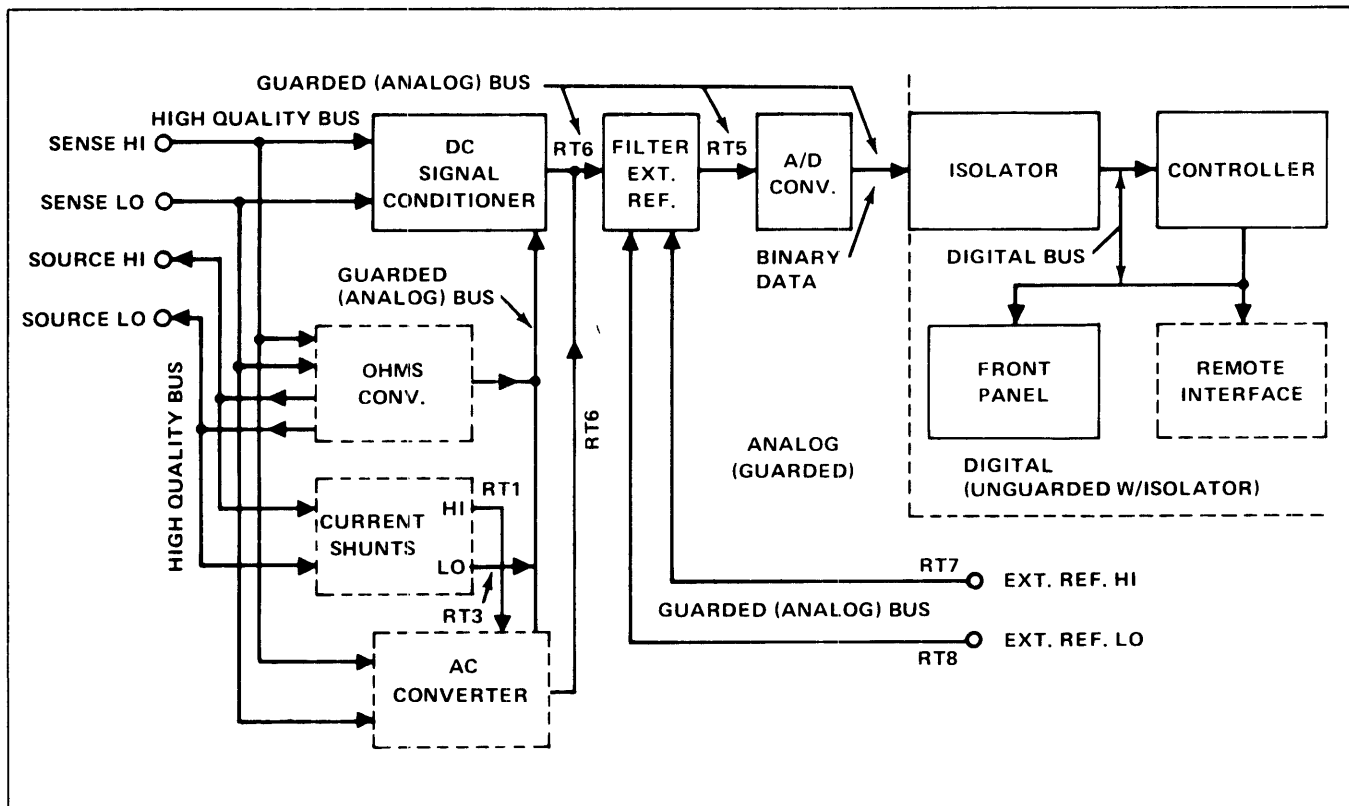 GUARDED (ANALOG) BUS
HIGH QUALITY BUS
SENSE HI
SENSE LO
SOURCE HI
SOURCE LO
DC
SIGNAL
CONDITIONER
RT6
FILTER
EXT.
REF.
RT5
A/D
CONV.
BINARY
DATA
ISOLATOR
CONTROLLER
DIGITAL BUS
FRONT
PANEL
REMOTE
INTERFACE
DIGITAL
(UNGUARDED W/ISOLATOR)
ANALOG
(GUARDED)
GUARDED
(ANALOG) BUS
HIGH QUALITY BUS
OHMS
CONV.
RT6
CURRENT
SHUNTS
HI
LO
RT1
RT3
AC
CONVERTER
RT7
EXT. REF. HI
GUARDED (ANALOG) BUS
RT8
EXT. REF. LO